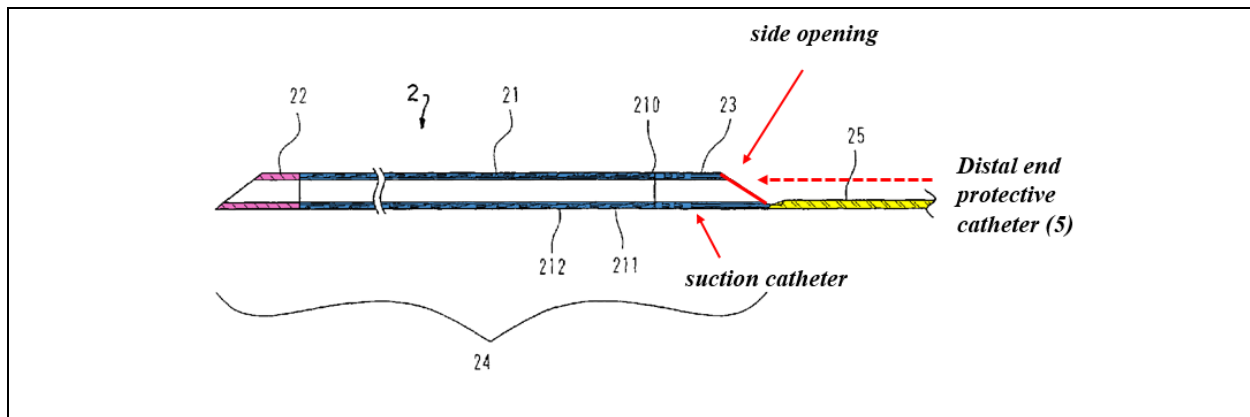 side opening
22
2
21
210
23
25
Distal end
protective
catheter (5)
212
211
suction catheter
24